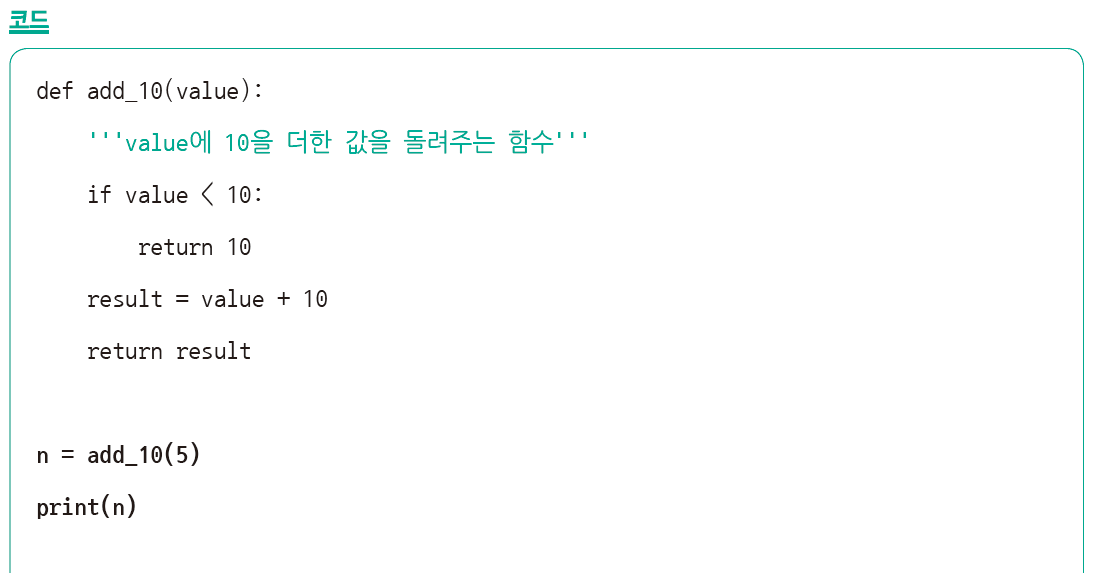 코드
def add_10(value):
    '''value에 10을 더한 값을 돌려주는 함수'''
    if value < 10:
        return 10
    result = value + 10
    return result
n = add_10(5)
print(n)